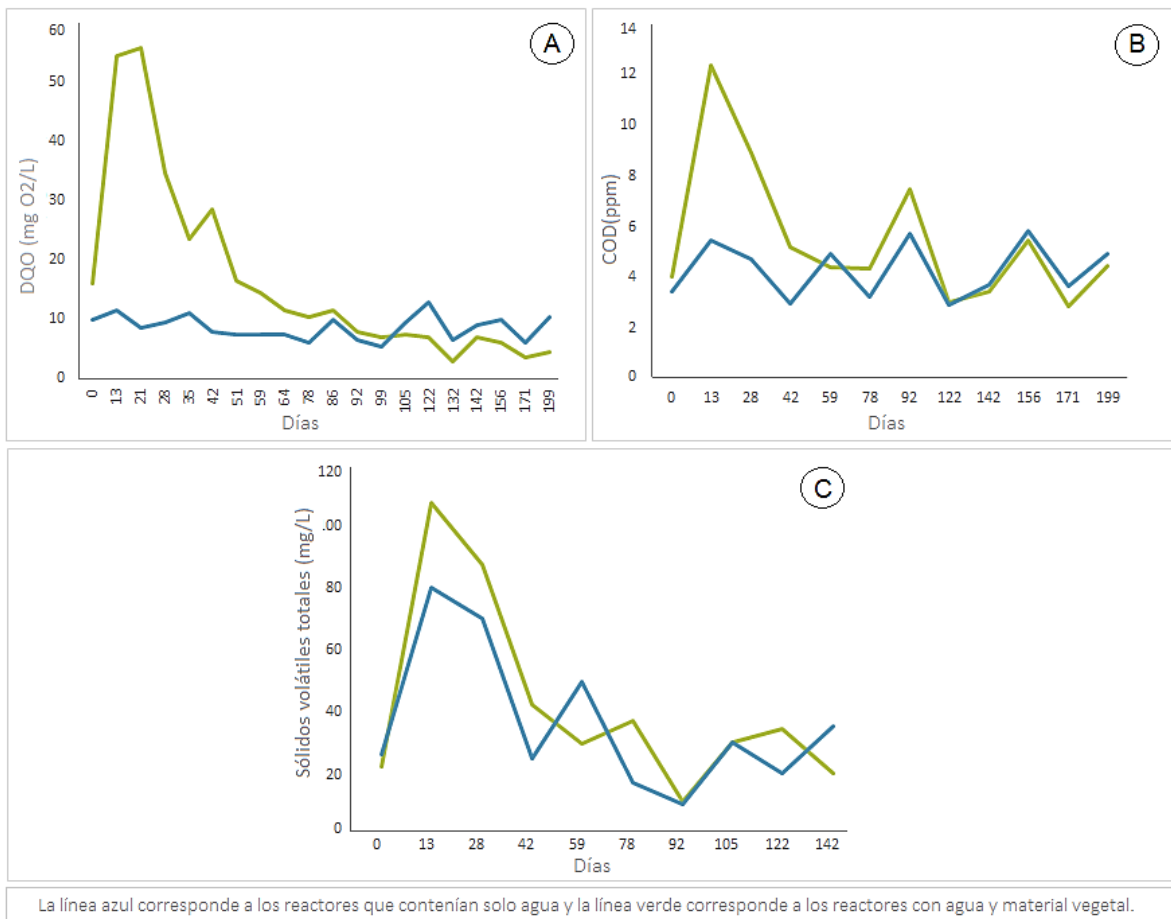 A
DQO (mg O2/L)
60
50
40
30
20
10
0
0 13 21 28 35 42 51 59 64 78 86 92 99 105 122 132 142 156 171 199
Días
B
COD(ppm)
14
12
10
8
6
4
2
0
0 13 28 42 59 78 92 122 142 156 171 199
Días
C
Sólidos volátiles totales (mg/L)
120
.00
80
60
40
20
0
0 13 28 42 59 78 92 105 122 142
Días
La línea azul corresponde a los reactores que contenían solo agua y la línea verde corresponde a los reactores con agua y material vegetal.